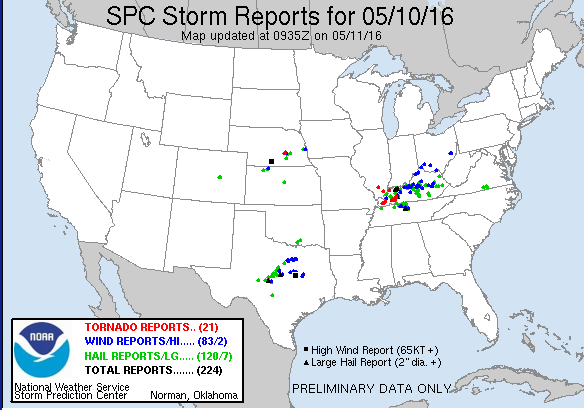 SPC Storm Reports for 05/10/16
Map updated at 0935Z on 05/11/16
NOAA
TORNADO REPORTS.. (21)
WIND REPORTS/HI..... (83/2)
HAIL REPORTS/LG..... (120/7)
TOTAL REPORTS....... (224)
National Weather Service
Storm Prediction Center Norman, Oklahoma
High Wind Report (65KT +)
Large Hail Report (2" dia. +)
PRELIMINARY DATA ONLY